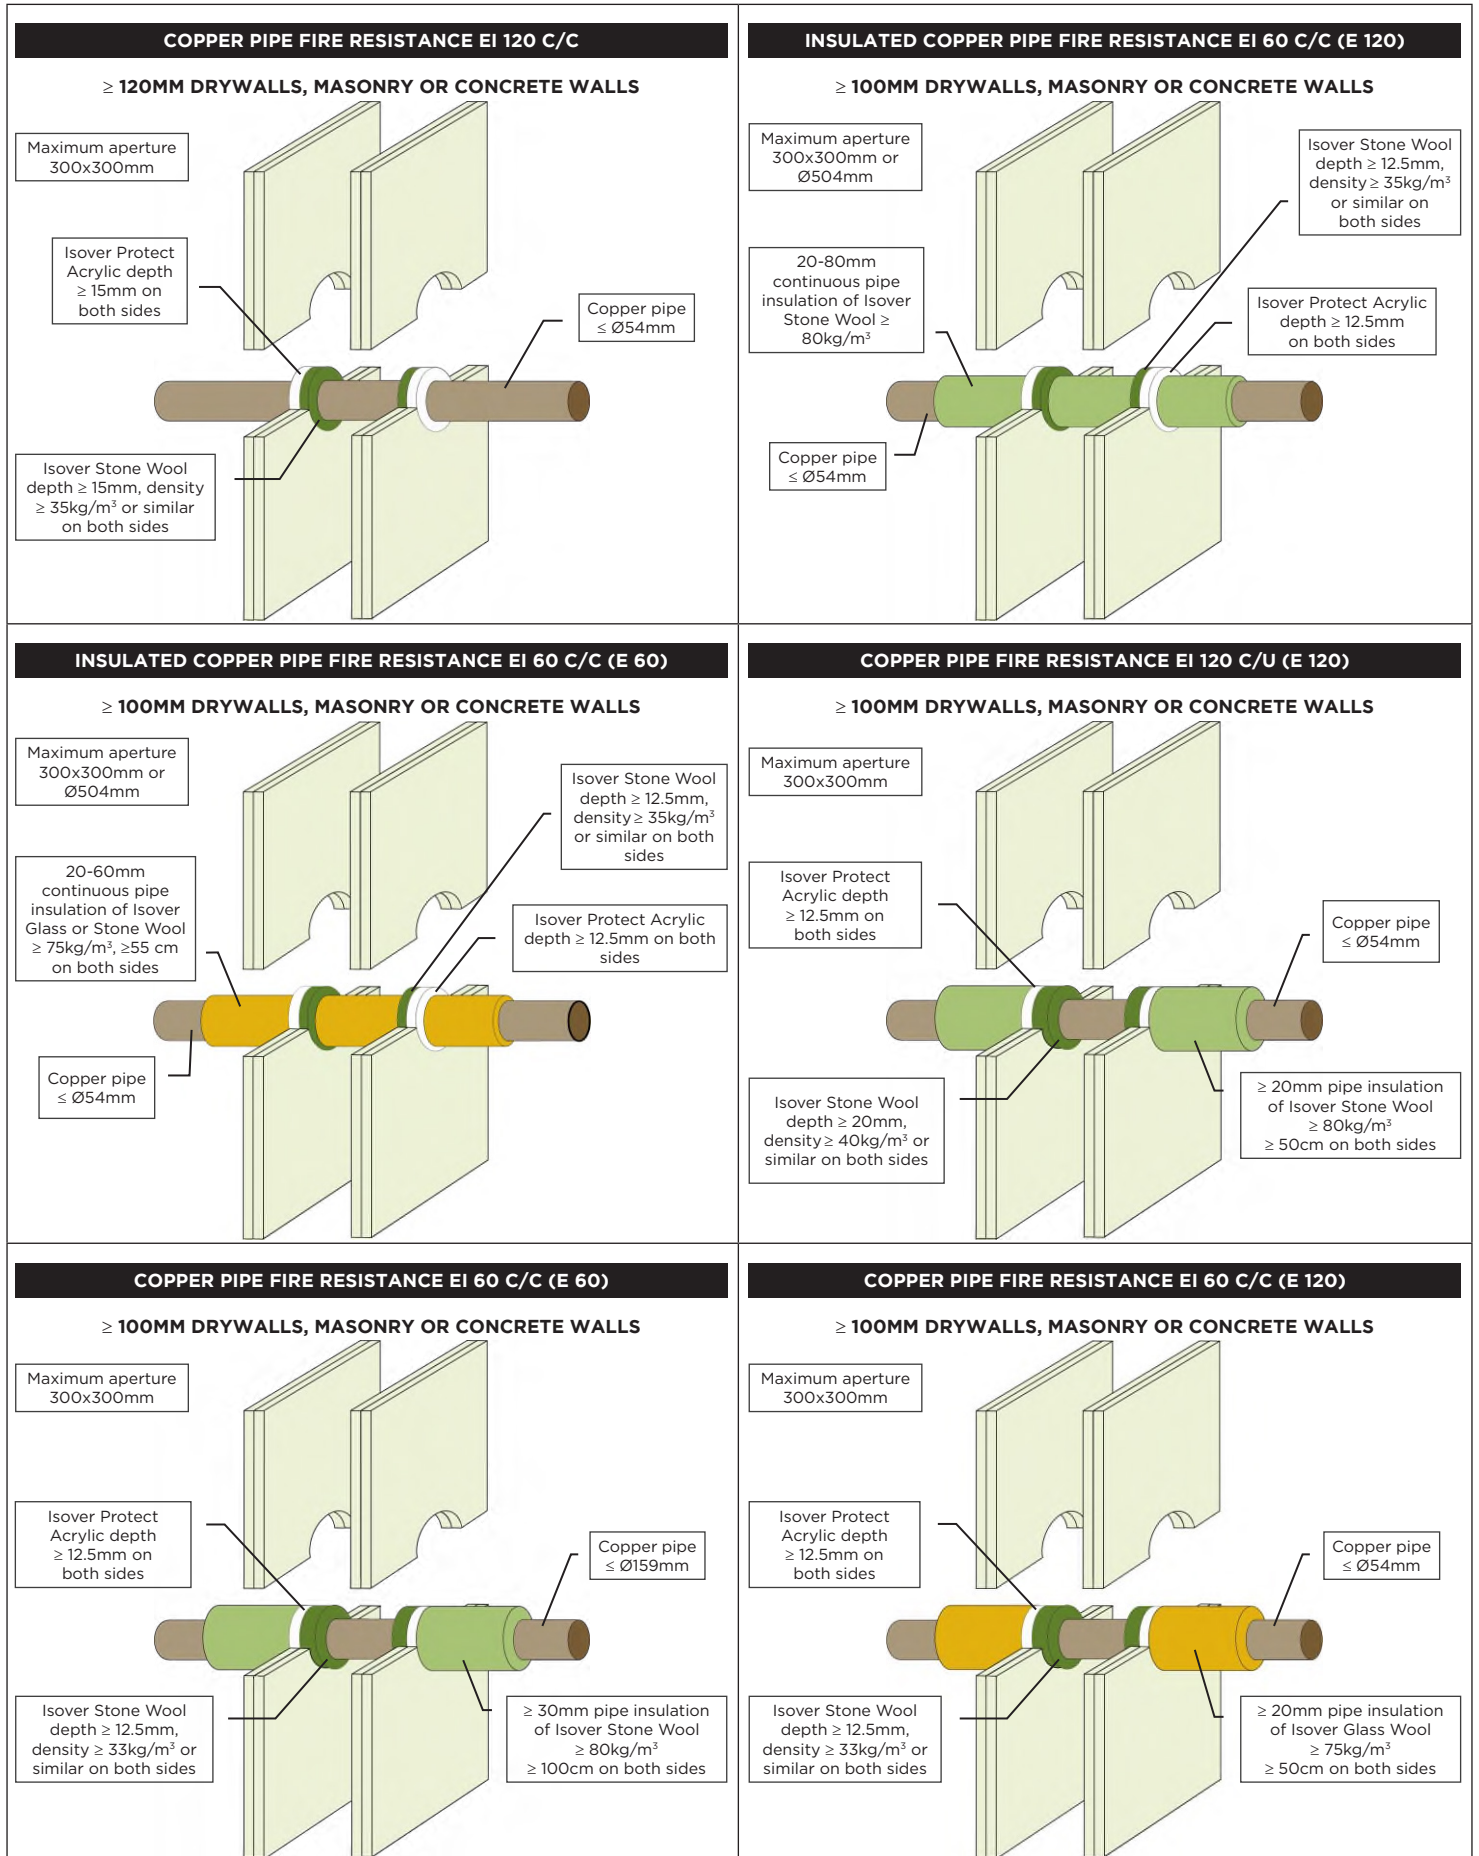 COPPER PIPE FIRE RESISTANCE EI 120 C/C
≥ 120MM DRYWALLS, MASONRY OR CONCRETE WALLS
Maximum aperture
300x300mm
Isover Protect
Acrylic depth
≥ 15mm on
both sides
Copper pipe
≤ Ø54mm
Isover Stone Wool
depth ≥ 15mm, density
≥ 35kg/m³ or similar
on both sides
INSULATED COPPER PIPE FIRE RESISTANCE EI 60 C/C (E 120)
≥ 100MM DRYWALLS, MASONRY OR CONCRETE WALLS
Maximum aperture
300x300mm or
Ø504mm
Isover Stone Wool
depth ≥ 12.5mm,
density ≥ 35kg/m³
or similar on
both sides
20-80mm
continuous pipe
insulation of Isover
Stone Wool ≥
80kg/m³
Isover Protect Acrylic
depth ≥ 12.5mm
on both sides
Copper pipe
≤ Ø54mm
INSULATED COPPER PIPE FIRE RESISTANCE EI 60 C/C (E 60)
≥ 100MM DRYWALLS, MASONRY OR CONCRETE WALLS
Maximum aperture
300x300mm or
Ø504mm
Isover Stone Wool
depth ≥ 12.5mm,
density ≥ 35kg/m³
or similar on both
sides
20-60mm
continuous pipe
insulation of Isover
Glass or Stone Wool
≥ 75kg/m³, ≥55 cm
on both sides
Isover Protect Acrylic
depth ≥ 12.5mm on both
sides
Copper pipe
≤ Ø54mm
COPPER PIPE FIRE RESISTANCE EI 120 C/U (E 120)
≥ 100MM DRYWALLS, MASONRY OR CONCRETE WALLS
Maximum aperture
300x300mm
Isover Protect
Acrylic depth
≥ 12.5mm on
both sides
Copper pipe
≤ Ø54mm
Isover Stone Wool
depth ≥ 20mm,
density ≥ 40kg/m³ or
similar on both sides
≥ 20mm pipe insulation
of Isover Stone Wool
≥ 80kg/m³
≥ 50cm on both sides
COPPER PIPE FIRE RESISTANCE EI 60 C/C (E 60)
≥ 100MM DRYWALLS, MASONRY OR CONCRETE WALLS
Maximum aperture
300x300mm
Isover Protect
Acrylic depth
≥ 12.5mm on
both sides
Copper pipe
≤ Ø159mm
Isover Stone Wool
depth ≥ 12.5mm,
density ≥ 33kg/m³ or
similar on both sides
≥ 30mm pipe insulation
of Isover Stone Wool
≥ 80kg/m³
≥ 100cm on both sides
COPPER PIPE FIRE RESISTANCE EI 60 C/C (E 120)
≥ 100MM DRYWALLS, MASONRY OR CONCRETE WALLS
Maximum aperture
300x300mm
Isover Protect
Acrylic depth
≥ 12.5mm on
both sides
Copper pipe
≤ Ø54mm
Isover Stone Wool
depth ≥ 12.5mm,
density ≥ 33kg/m³ or
similar on both sides
≥ 20mm pipe insulation
of Isover Glass Wool
≥ 75kg/m³
≥ 50cm on both sides